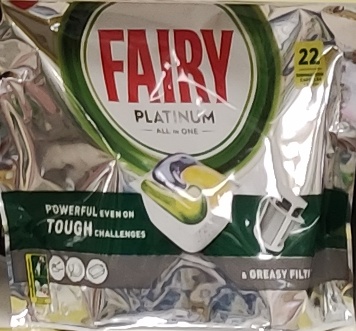 FAIRY
22
PLATINUM
ALL IN ONE
POWERFUL EVEN ON
TOUGH CHALLENGES
& GREASY FILT